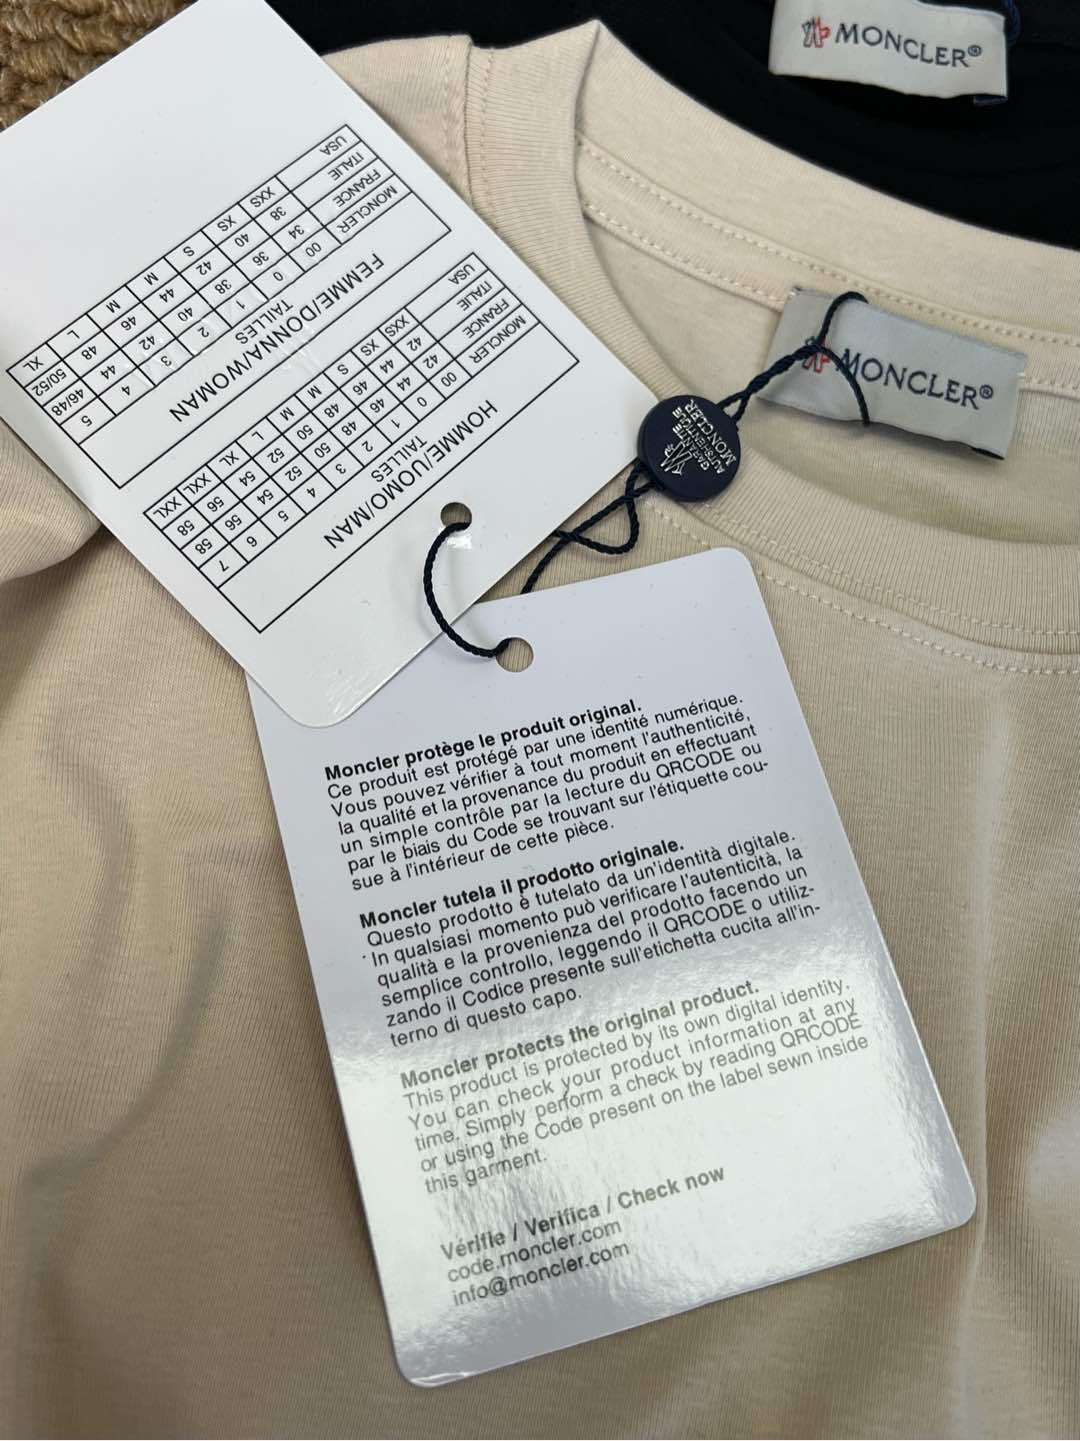 MONCLER®
MONCLER®
MONCLER
HOMME/UOMO/MAN
TAILLES
MONCLER 00 0 1 2 3 4 5 6 7
FRANCE 42 44 46 48 50 52 54 56 58
ITALIE 42 44 46 48 50 52 54 56 58
USA XXS XS S M M L XL XXL XXL
FEMME/DONNA/WOMAN
TAILLES
MONCLER 00 0 1 2 3 4 5
FRANCE 34 36 38 40 42 44 46/48
ITALIE 38 40 42 44 46 48 50/52
USA XXS XS S M M L XL
Moncler protège le produit original.
Ce produit est protégé par une identité numérique.
Vous pouvez vérifier à tout moment l'authenticité,
la qualité et la provenance du produit en effectuant
un simple contrôle par la lecture du QRCODE ou
par le biais du Code se trouvant sur l'étiquette cou-
sue à l'intérieur de cette pièce.
Moncler tutela il prodotto originale.
Questo prodotto è tutelato da un'identità digitale.
In qualsiasi momento può verificare l'autenticità, la
qualità e la provenienza del prodotto facendo un
semplice controllo, leggendo il QRCODE o utiliz-
zando il Codice presente sull'etichetta cucita all'in-
terno di questo capo.
Moncler protects the original product.
This product is protected by its own digital identity.
You can check your product information at any
time. Simply perform a check by reading QRCODE
or using the Code present on the label sewn inside
this garment.
Vérifie / Verifica / Check now
code.moncler.com
info@moncler.com